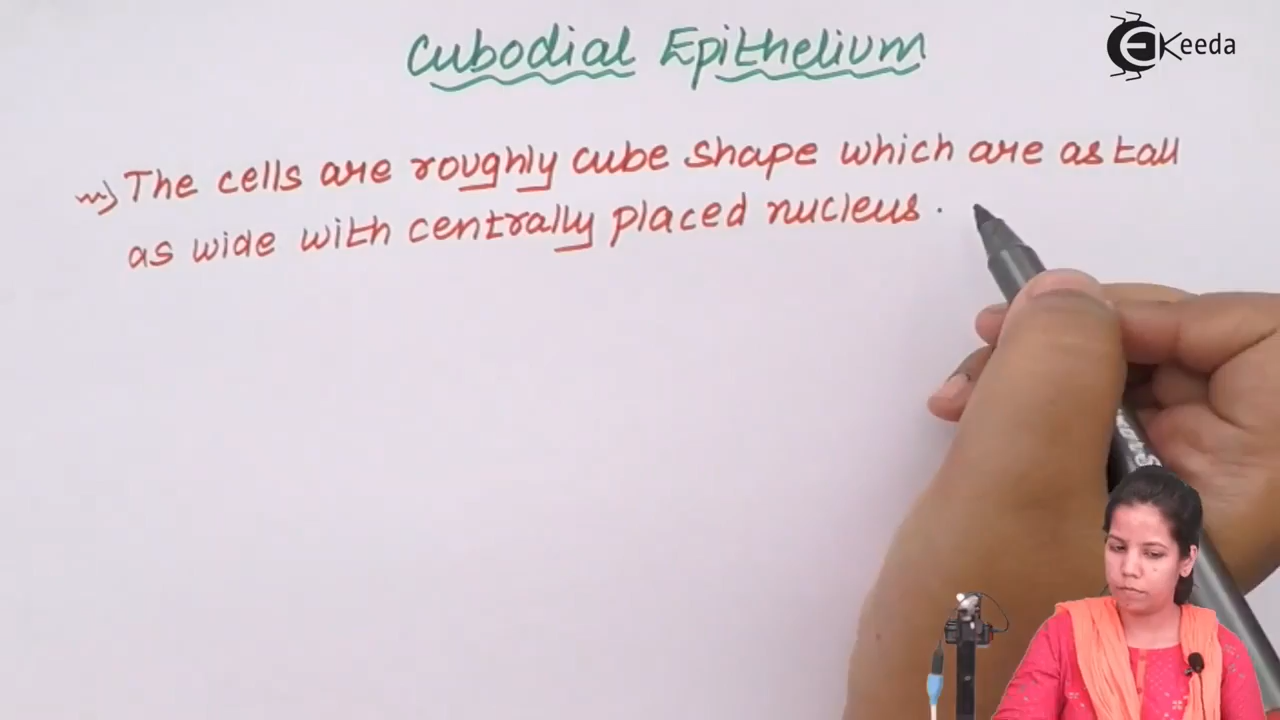 Cubodial Epithelium
EKeeda
The cells are roughly cube shape which are as tall
as wide with centrally placed nucleus.